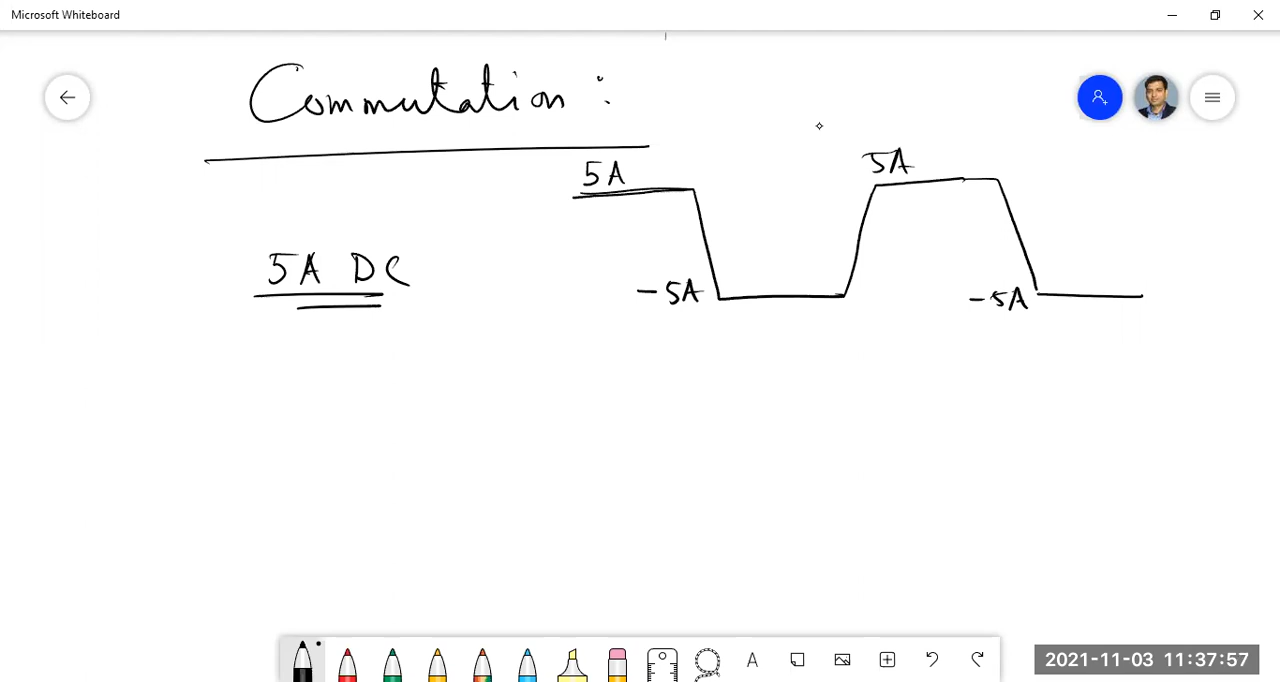 Microsoft Whiteboard
Commutation :
5A
5A
5A DC
-5A
-5A
A
2021-11-03 11:37:57